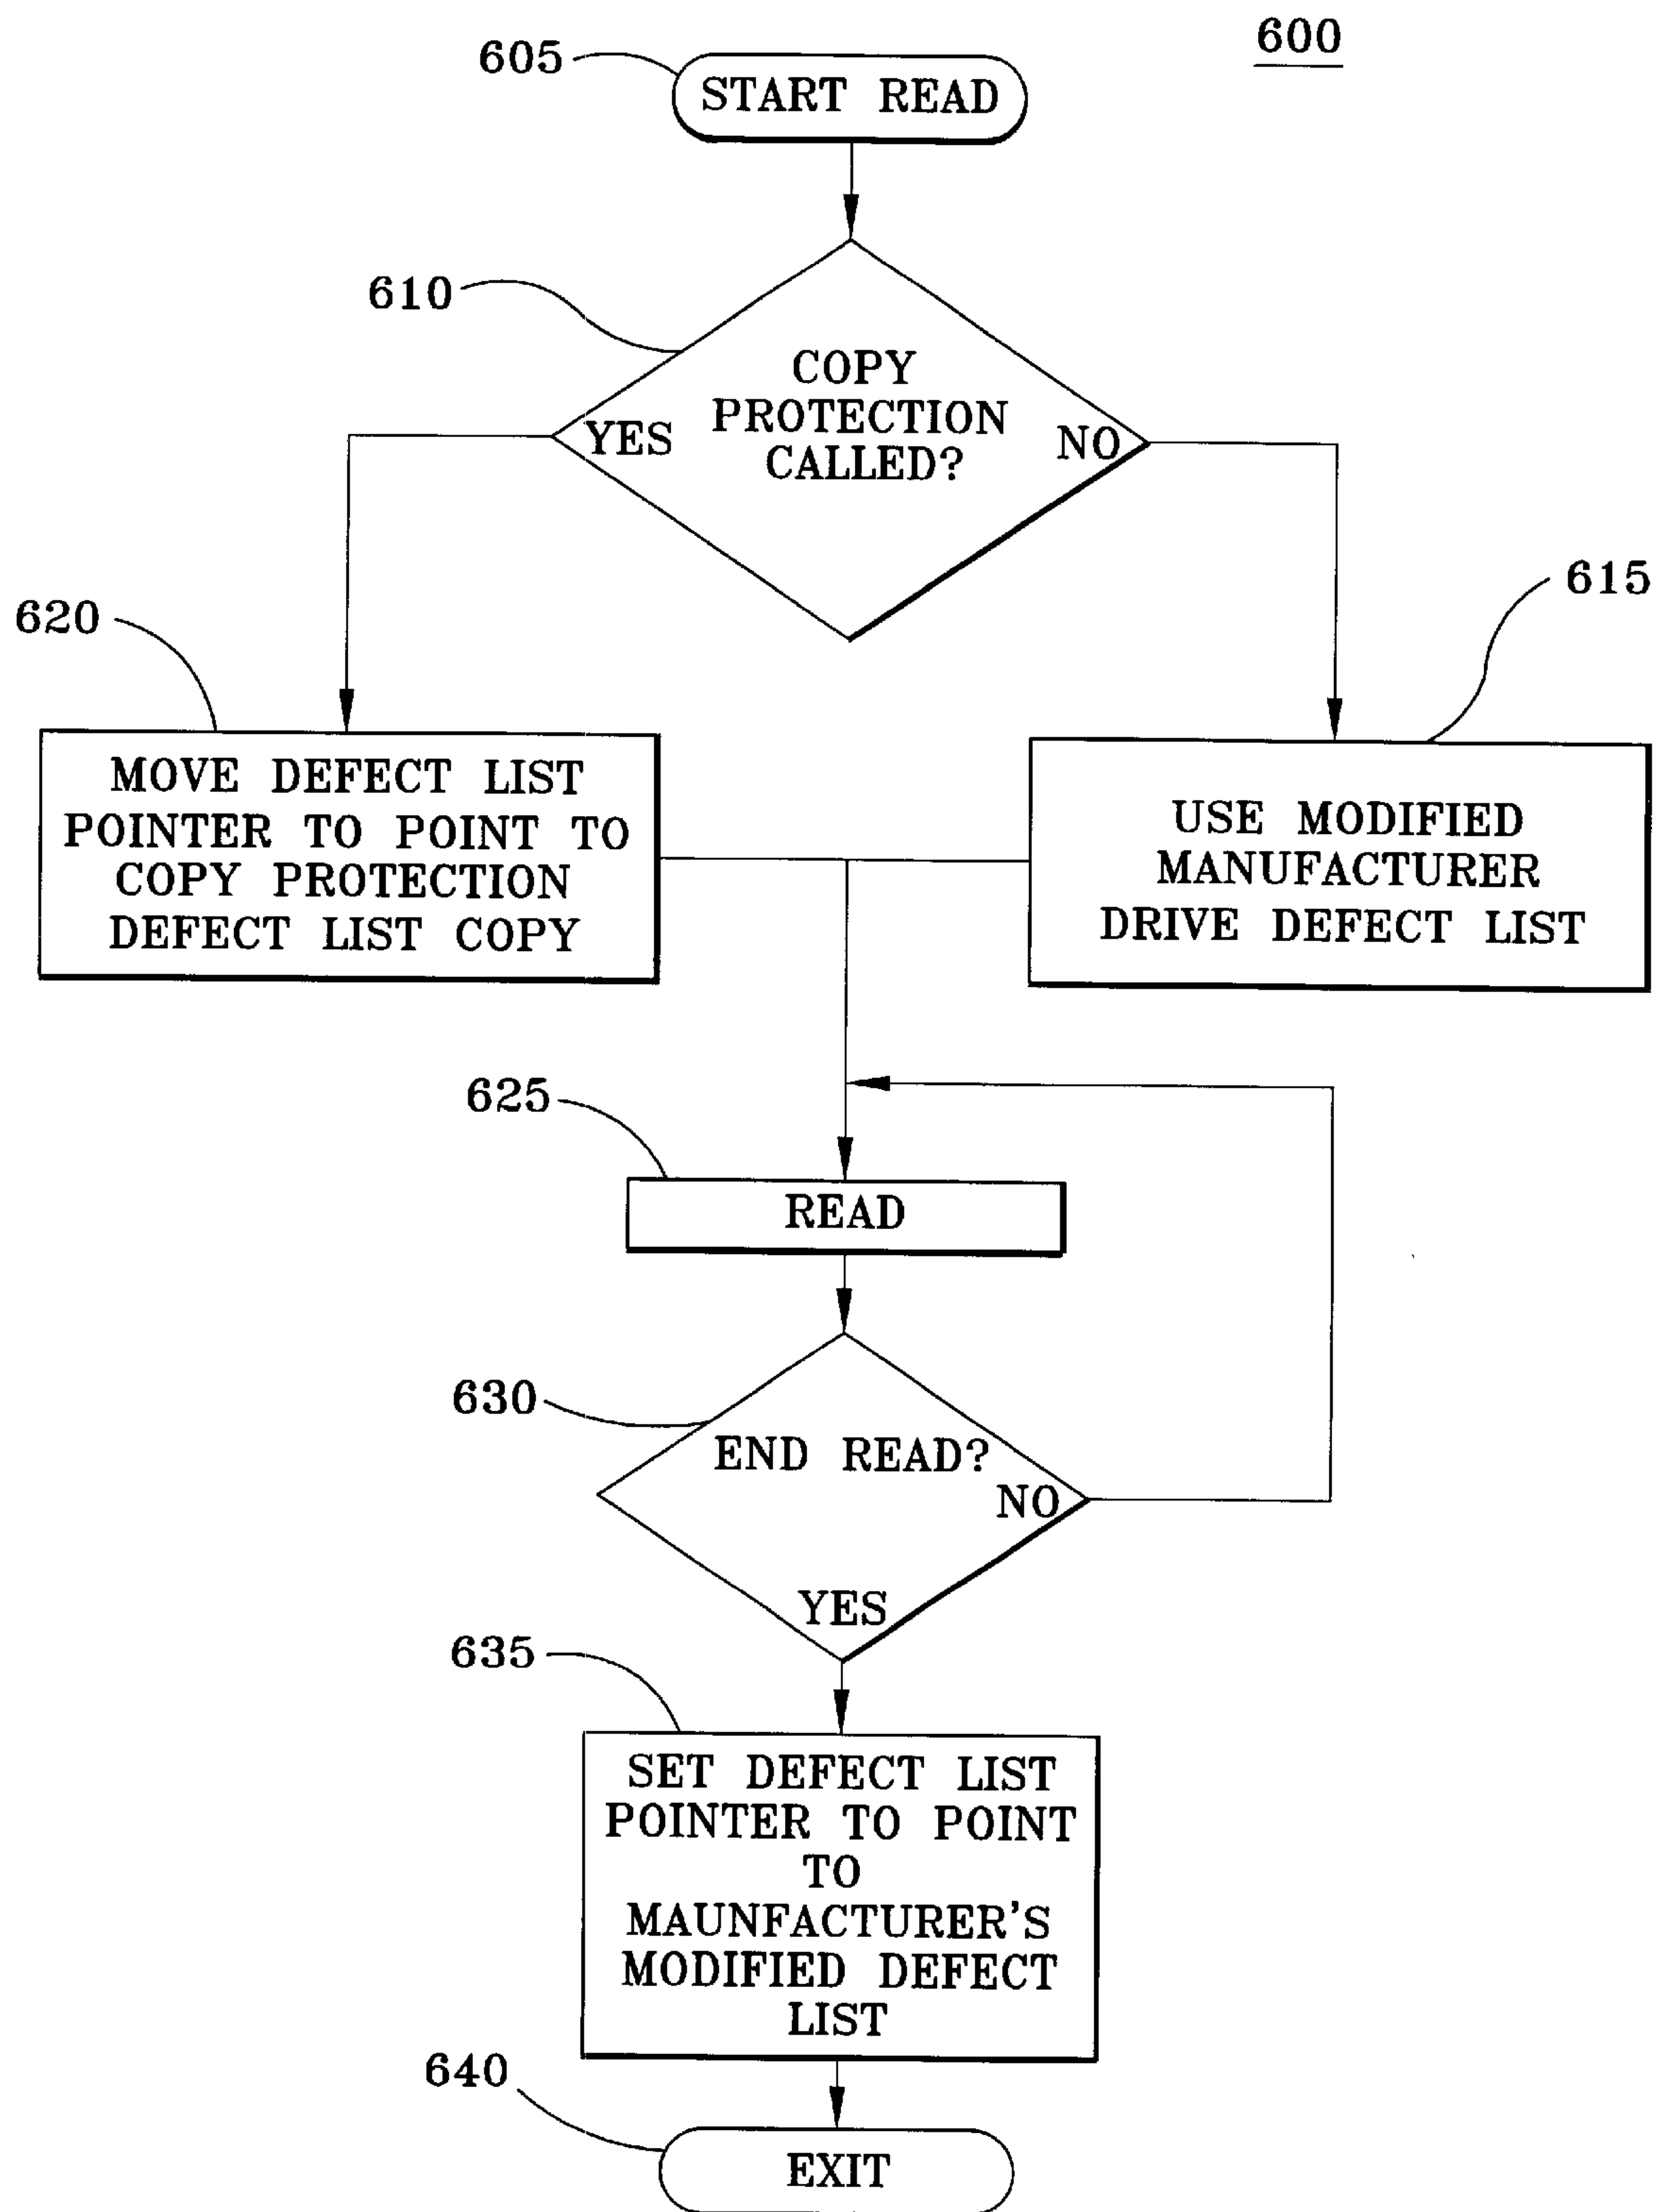 600
605
START READ
610
COPY
PROTECTION
CALLED?
YES
NO
615
620
MOVE DEFECT LIST
POINTER TO POINT TO
COPY PROTECTION
DEFECT LIST COPY
USE MODIFIED
MANUFACTURER
DRIVE DEFECT LIST
625
READ
630
END READ?
NO
YES
635
SET DEFECT LIST
POINTER TO POINT
TO
MAUNFACTURER'S
MODIFIED DEFECT
LIST
640
EXIT